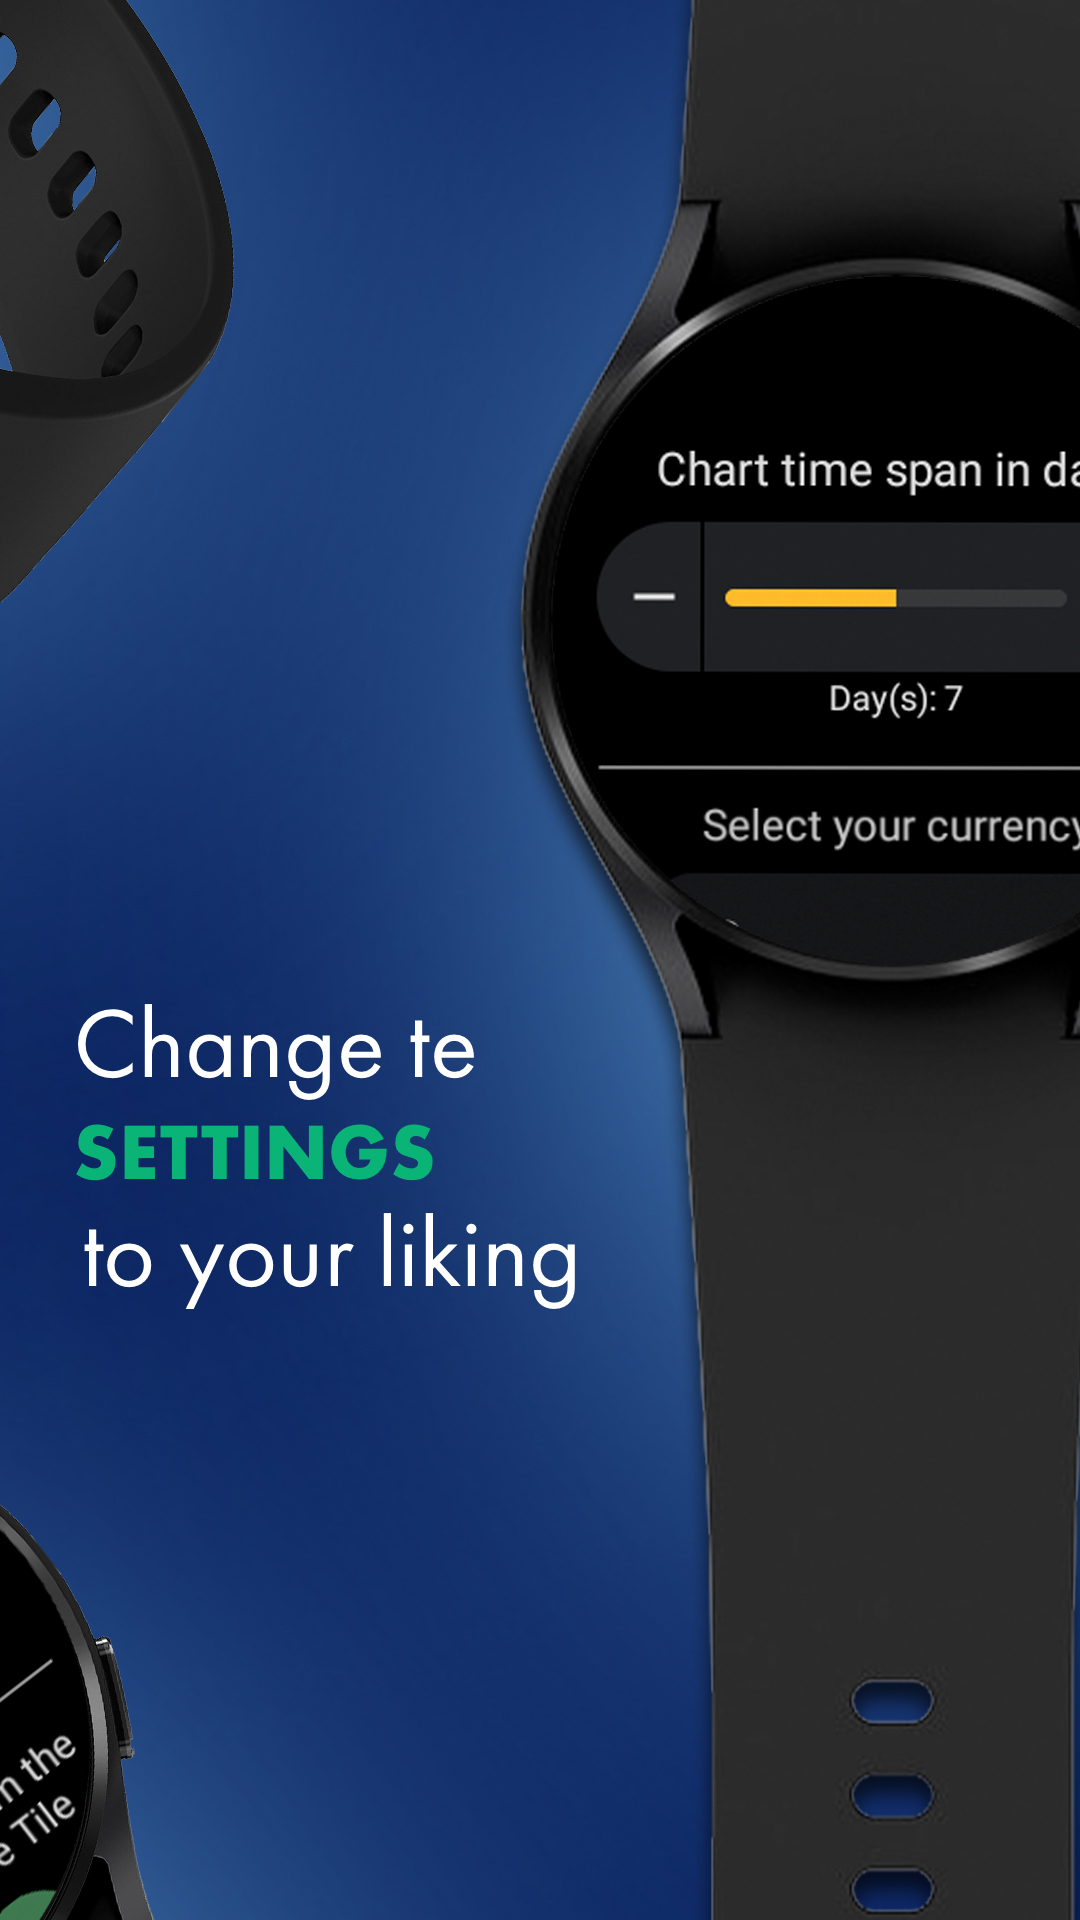 Chart time span in da
Day(s): 7
Select your currency
Change te
SETTINGS
to your liking
n the
e Tile